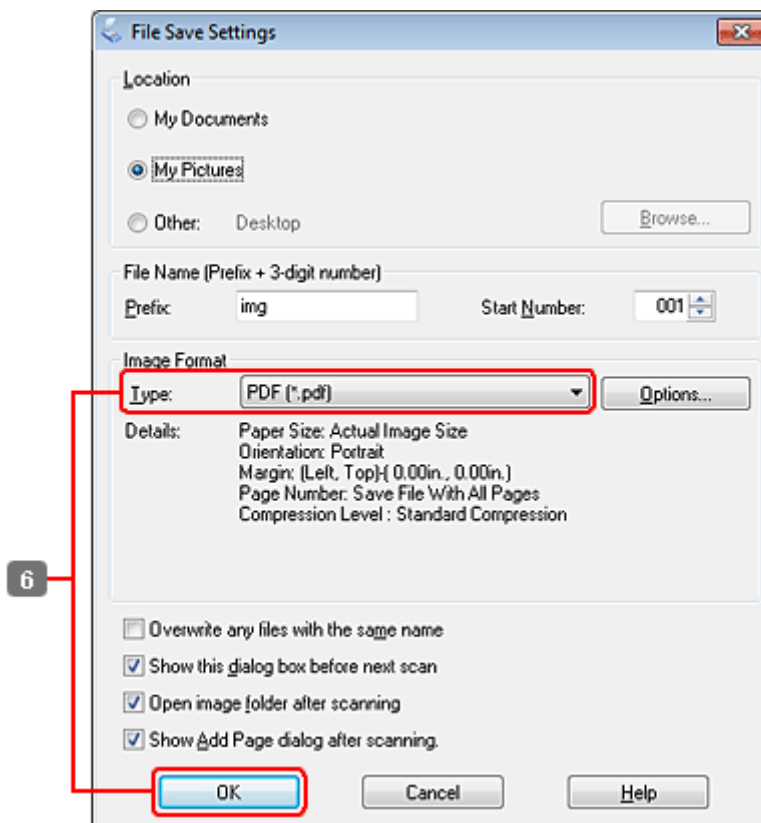 File Save Settings
Location
My Documents
My Pictures
Other: Desktop Browse...
File Name (Prefix + 3-digit number)
Prefix: img Start Number: 001
Image Format
Type: PDF (*.pdf) Options...
Details: Paper Size: Actual Image Size
Orientation: Portrait
Margin: (Left, Top)-( 0.00in., 0.00in.)
Page Number: Save File With All Pages
Compression Level : Standard Compression
6
Overwrite any files with the same name
Show this dialog box before next scan
Open image folder after scanning
Show Add Page dialog after scanning.
OK Cancel Help